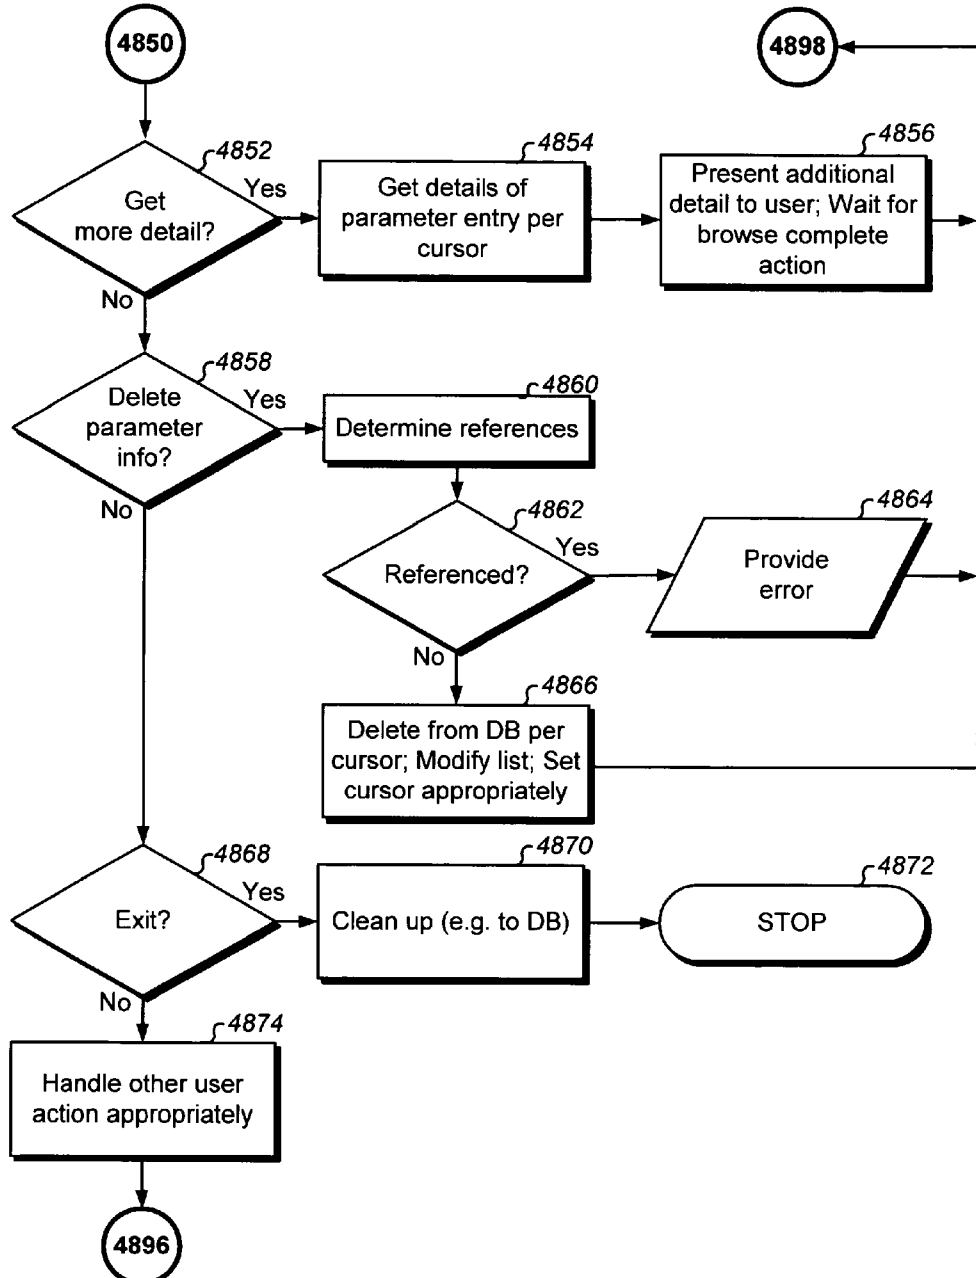 4850
4898
4852
Yes
Get
more detail?
No
4854
Get details of
parameter entry per
cursor
4856
Present additional
detail to user; Wait for
browse complete
action
4858
Yes
Delete
parameter
info?
No
4860
Determine references
4862
Yes
Referenced?
No
4864
Provide
error
4866
Delete from DB per
cursor; Modify list; Set
cursor appropriately
4868
Yes
Exit?
No
4870
Clean up (e.g. to DB)
4872
STOP
4874
Handle other user
action appropriately
4896